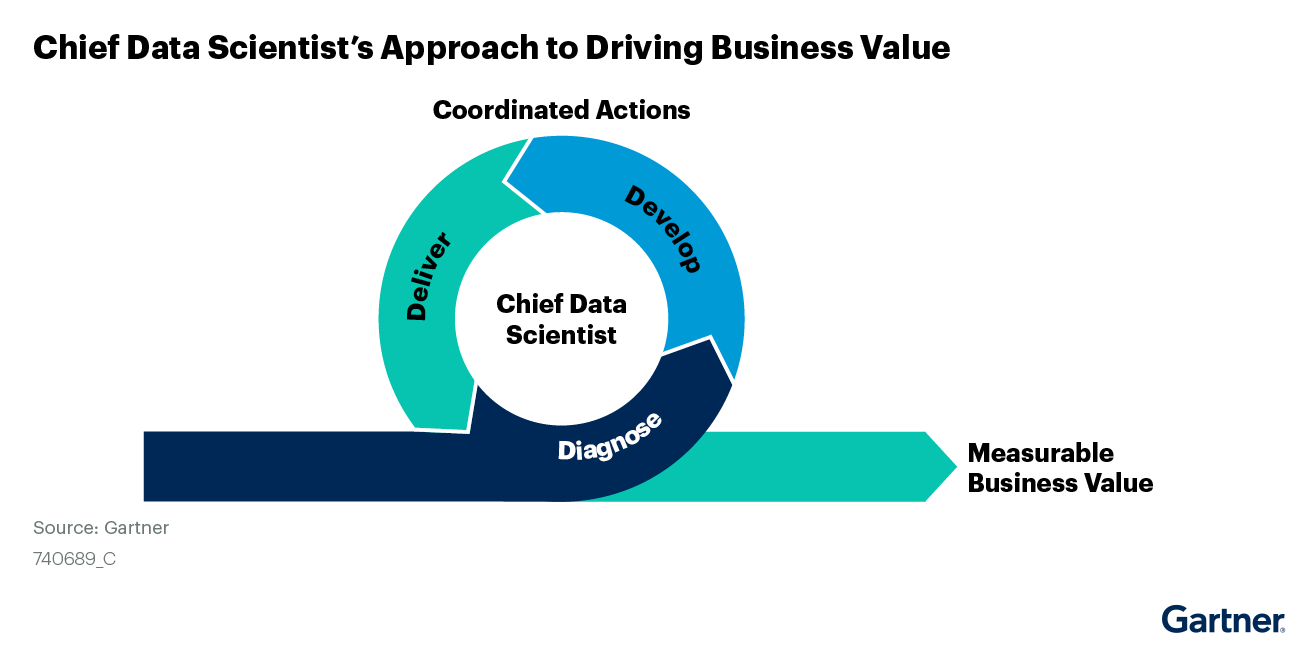 Chief Data Scientist’s Approach to Driving Business Value
Coordinated Actions
Develop
Deliver
Chief Data
Scientist
Diagnose
Measurable
Business Value
Source: Gartner
740689_C
Gartner®